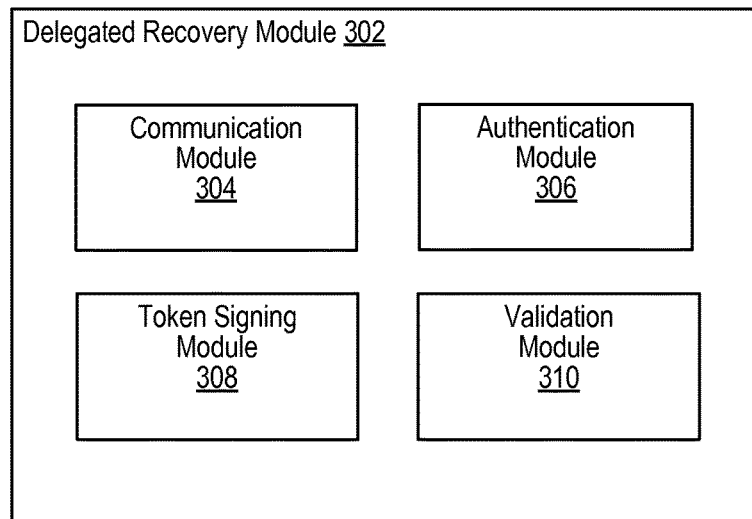 Delegated Recovery Module 302
Communication
Module
304
Authentication
Module
306
Token Signing
Module
308
Validation
Module
310